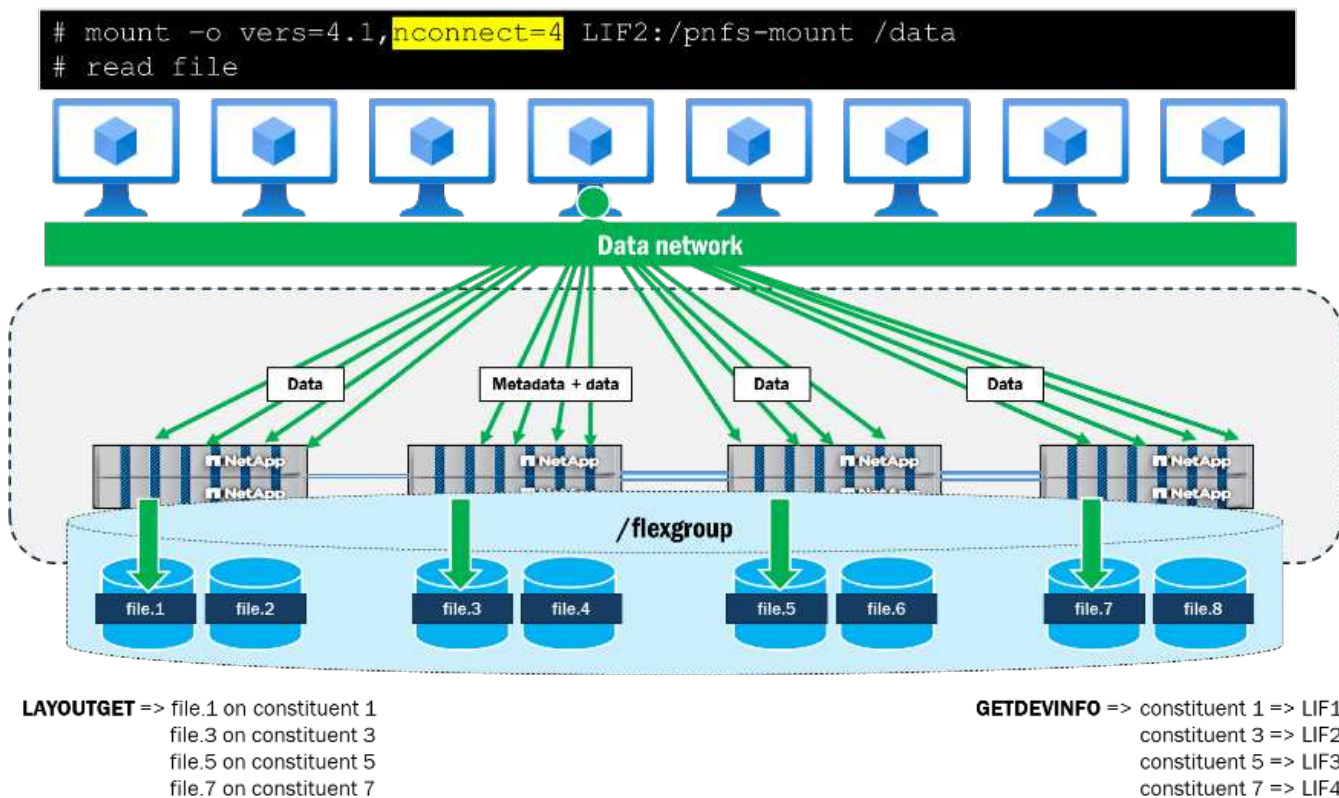 # mount -o vers=4.1,nconnect=4 LIF2:/pnfs-mount /data
# read file
Data network
Data
Metadata + data
Data
Data
NetApp
NetApp
NetApp
NetApp
NetApp
NetApp
NetApp
NetApp
/flexgroup
file.1
file.2
file.3
file.4
file.5
file.6
file.7
file.8
LAYOUTGET => file.1 on constituent 1
file.3 on constituent 3
file.5 on constituent 5
file.7 on constituent 7
GETDEVINFO => constituent 1 => LIF1
constituent 3 => LIF2
constituent 5 => LIF3
constituent 7 => LIF4